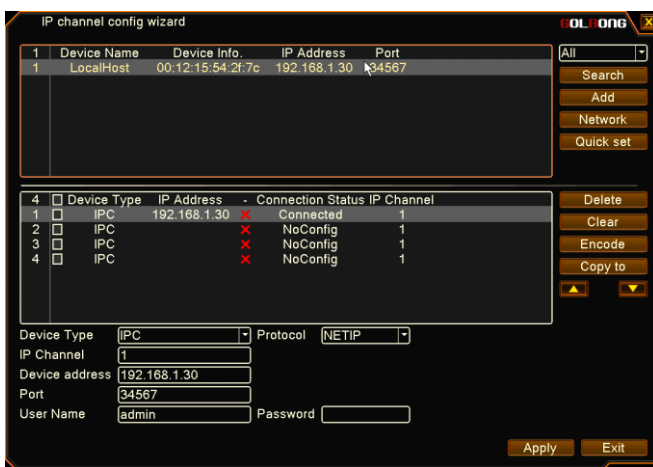 IP channel config wizard
GOLRONG X
1 Device Name Device Info. IP Address Port
1 LocalHost 00:12:15:54:2f:7c 192.168.1.30 34567
All
Search
Add
Network
Quick set
4 Device Type IP Address - Connection Status IP Channel
1 IPC 192.168.1.30 Connected 1
2 IPC NoConfig 1
3 IPC NoConfig 1
4 IPC NoConfig 1
Delete
Clear
Encode
Copy to
Device Type IPC Protocol NETIP
IP Channel 1
Device address 192.168.1.30
Port 34567
User Name admin Password
Apply Exit